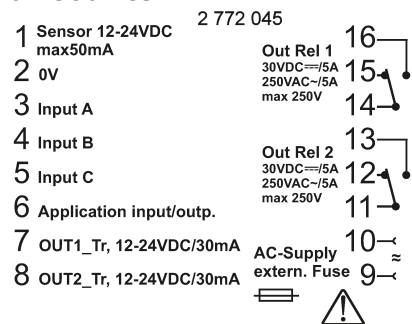 2 772 045
1 Sensor 12-24VDC
max50mA
2 0V
3 Input A
4 Input B
5 Input C
6 Application input/outp.
7 OUT1_Tr, 12-24VDC/30mA
8 OUT2_Tr, 12-24VDC/30mA
16
Out Rel 1
30VDC⎓/5A 15
250VAC~/5A
max 250V 14
13
Out Rel 2
30VDC⎓/5A 12
250VAC~/5A
max 250V 11
10
AC-Supply ≈
extern. Fuse 9